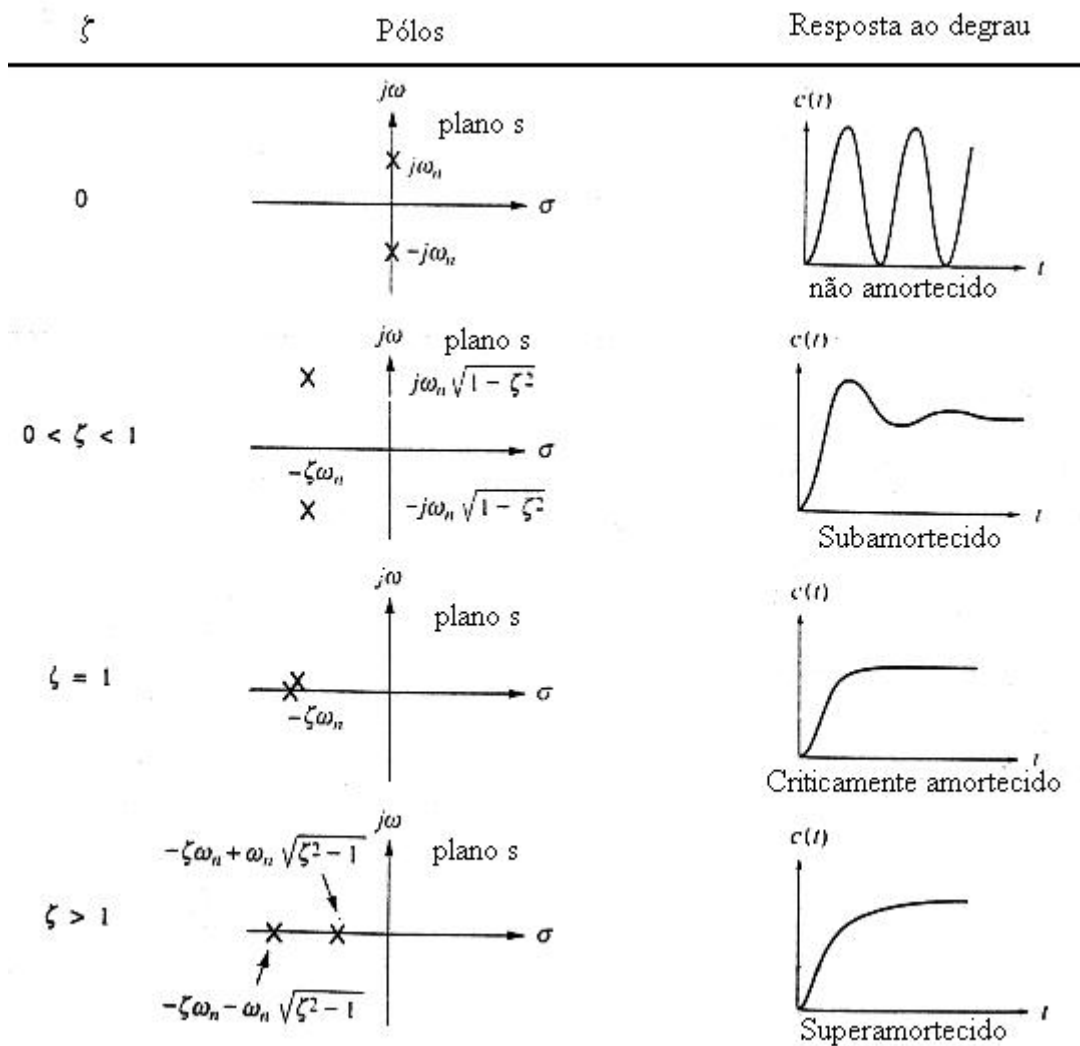 ζ Pólos Resposta ao degrau
jω
plano s
jωₙ
0
σ
-jωₙ
c(t)
t
não amortecido
jω
plano s
jωₙ √1 - ζ²
0 < ζ < 1
σ
-ζωₙ
-jωₙ √1 - ζ²
c(t)
t
Subamortecido
jω
plano s
ζ = 1
σ
-ζωₙ
c(t)
t
Criticamente amortecido
jω
plano s
-ζωₙ + ωₙ √ζ² - 1
ζ > 1
σ
-ζωₙ - ωₙ √ζ² - 1
c(t)
t
Superamortecido